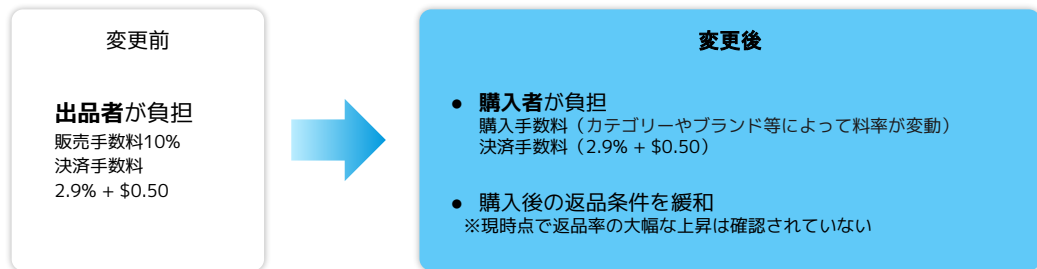 変更前
出品者が負担
販売手数料10%
決済手数料
2.9% + $0.50
変更後
● 購入者が負担
購入手数料（カテゴリーやブランド等によって料率が変動）
決済手数料（2.9% + $0.50）
● 購入後の返品条件を緩和
※現時点で返品率の大幅な上昇は確認されていない